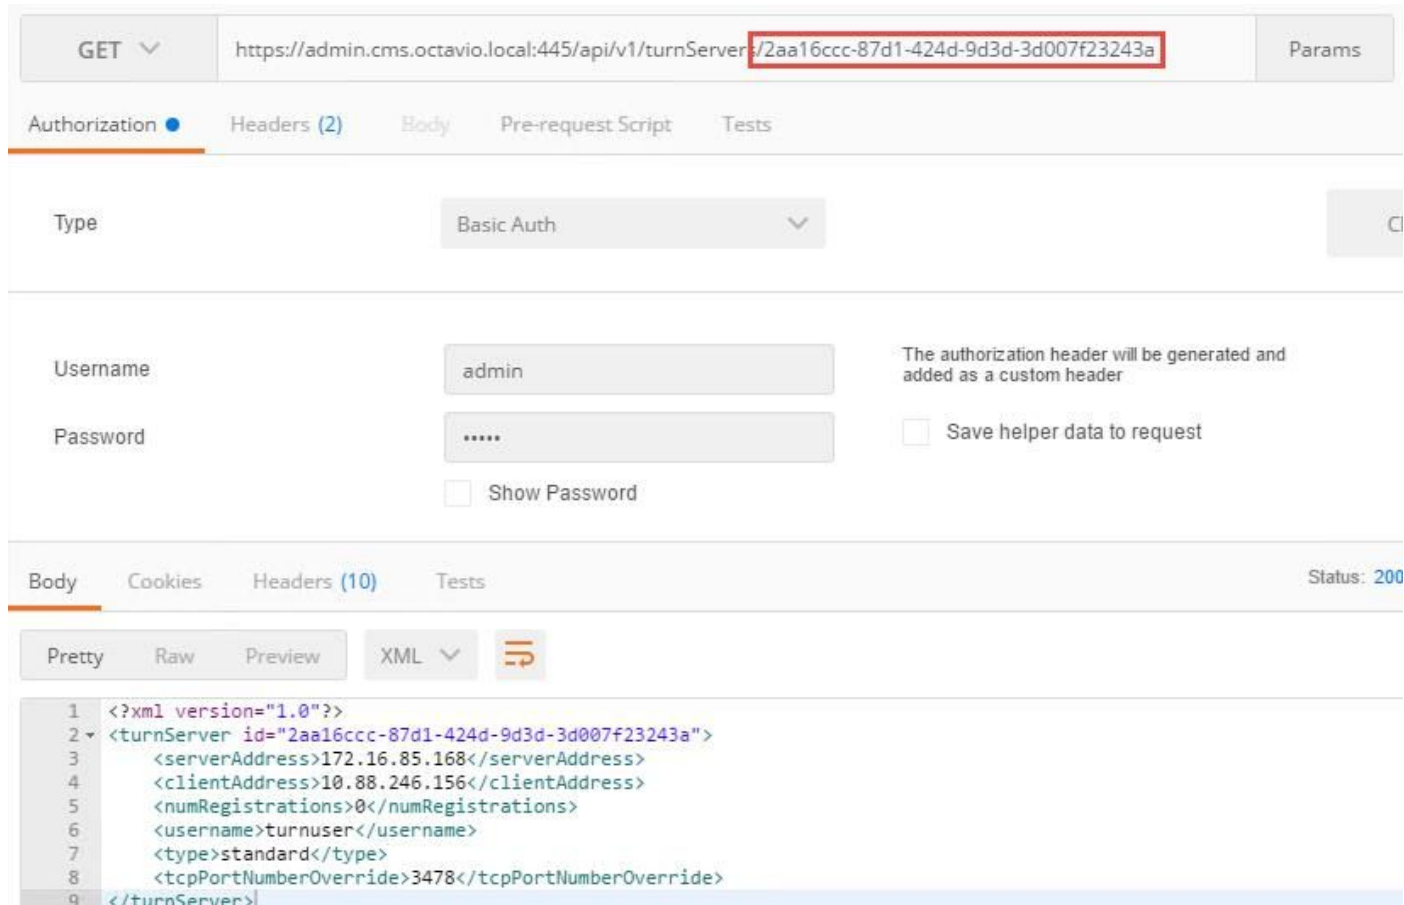 GET https://admin.cms.octavio.local:445/api/v1/turnServers/2aa16ccc-87d1-424d-9d3d-3d007f23243a Params
Authorization Headers (2) Body Pre-request Script Tests
Type Basic Auth
Username admin The authorization header will be generated and
added as a custom header
Password ••••• Save helper data to request
Show Password
Body Cookies Headers (10) Tests Status: 200
Pretty Raw Preview XML
1 <?xml version="1.0"?>
2 <turnServer id="2aa16ccc-87d1-424d-9d3d-3d007f23243a">
3 <serverAddress>172.16.85.168</serverAddress>
4 <clientAddress>10.88.246.156</clientAddress>
5 <numRegistrations>0</numRegistrations>
6 <username>turnuser</username>
7 <type>standard</type>
8 <tcpPortNumberOverride>3478</tcpPortNumberOverride>
9 </turnServer>